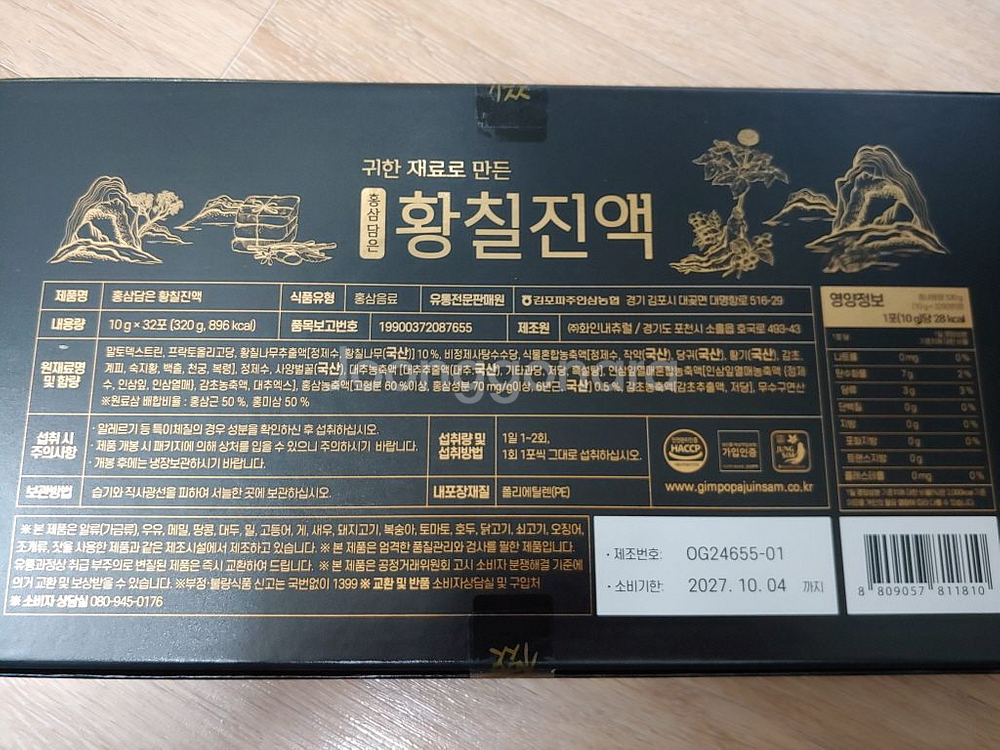 귀한 재료로 만든
홍삼담은
황칠진액
제품명 홍삼담은 황칠진액 식품유형 홍삼음료 유통전문판매원 김포파주인삼농협 경기 김포시 대곶면 대명항로 516-29
내용량 10 g × 32포 (320 g, 896 kcal) 품목보고번호 19900372087655 제조원 ㈜화인내츄럴 / 경기도 포천시 소흘읍 호국로 493-43
원재료명 및 함량
말토덱스트린, 프락토올리고당, 황칠나무추출액[정제수, 황칠나무(국산)] 10 %, 비정제사탕수수당, 식물혼합농축액[정제수, 작약(국산), 당귀(국산), 황기(국산), 감초,
계피, 숙지황, 백출, 천궁, 복령], 정제수, 사양벌꿀(국산), 대추농축액 [대추추출액(대추:국산), 기타과당, 저당, 흑설탕], 인삼잎열매혼합농축액[인삼잎열매농축액 (정제
수, 인삼잎, 인삼열매), 감초농축액, 대추엑스], 홍삼농축액[고형분 60 %이상, 홍삼성분 70 mg/g이상, 6년근, 국산] 0.5 %, 감초농축액[감초추출액, 저당], 무수구연산
※원료삼 배합비율 : 홍삼근 50 %, 홍미삼 50 %
섭취 시 주의사항
· 알레르기 등 특이체질의 경우 성분을 확인하신 후 섭취하십시오.
· 제품 개봉 시 패키지에 의해 상처를 입을 수 있으니 주의하시기 바랍니다.
· 개봉 후에는 냉장보관하시기 바랍니다.
섭취량 및 섭취방법
1일 1~2회,
1회 1포씩 그대로 섭취하십시오.
HACCP
가입인증
JUNG SIM
www.gimpopajuinsam.co.kr
보관방법 습기와 직사광선을 피하여 서늘한 곳에 보관하십시오. 내포장재질 폴리에틸렌(PE)
※ 본 제품은 알류(가금류), 우유, 메밀, 땅콩, 대두, 밀, 고등어, 게, 새우, 돼지고기, 복숭아, 토마토, 호두, 닭고기, 쇠고기, 오징어,
조개류, 잣을 사용한 제품과 같은 제조시설에서 제조하고 있습니다. ※ 본 제품은 엄격한 품질관리와 검사를 필한 제품입니다.
유통과정상 취급 부주의로 변질된 제품은 즉시 교환하여 드립니다. ※ 본 제품은 공정거래위원회 고시 소비자 분쟁해결 기준에
의거 교환 및 보상받을 수 있습니다. ※부정·불량식품 신고는 국번없이 1399 ※ 교환 및 반품 소비자상담실 및 구입처
※ 소비자 상담실 080-945-0176
영양정보
총내용량 320 g
1포(10 g)당 28 kcal
나트륨 0 mg 0 %
탄수화물 7 g 2 %
당류 3 g 3 %
단백질 0 g 0 %
지방 0 g 0 %
포화지방 0 g 0 %
트랜스지방 0 g
콜레스테롤 0 mg 0 %
· 제조번호: OG24655-01
· 소비기한: 2027. 10. 04 까지
8 809057 811810